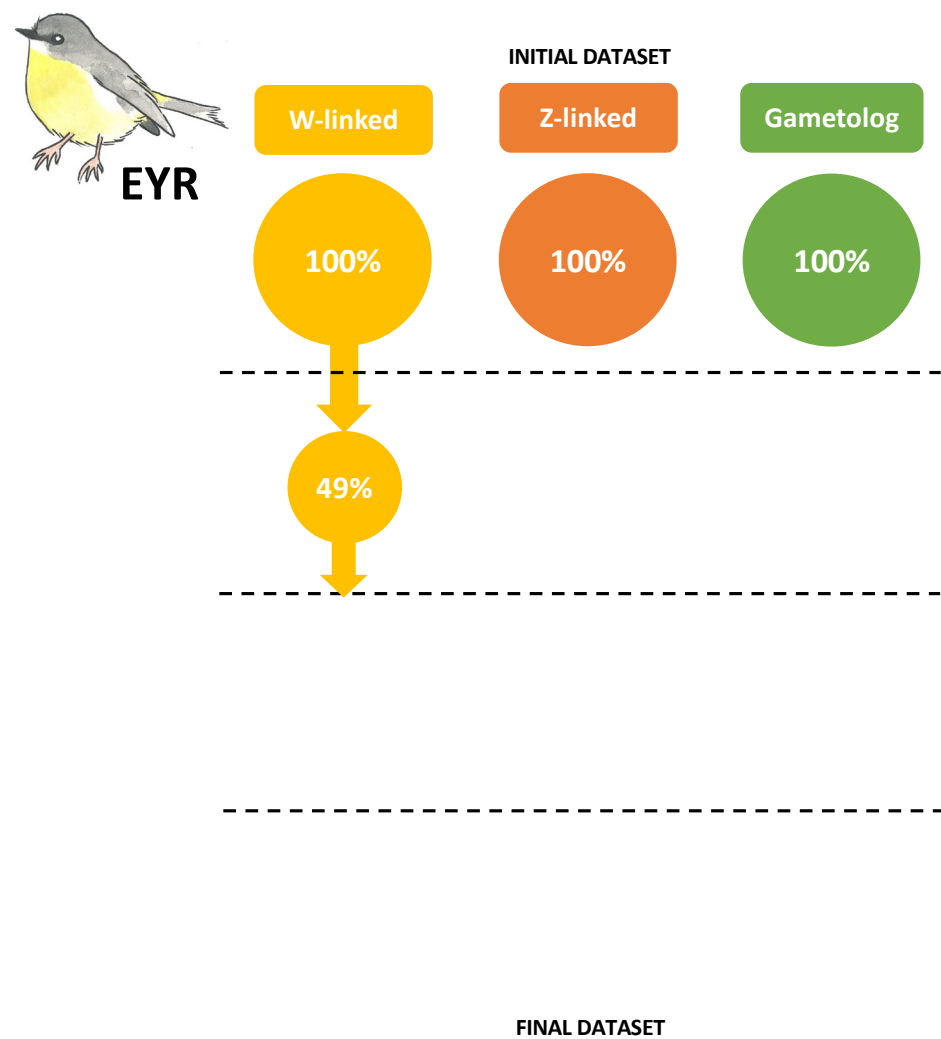 INITIAL DATASET
W-linked
Z-linked
Gametolog
EYR
100%
100%
100%
49%
FINAL DATASET